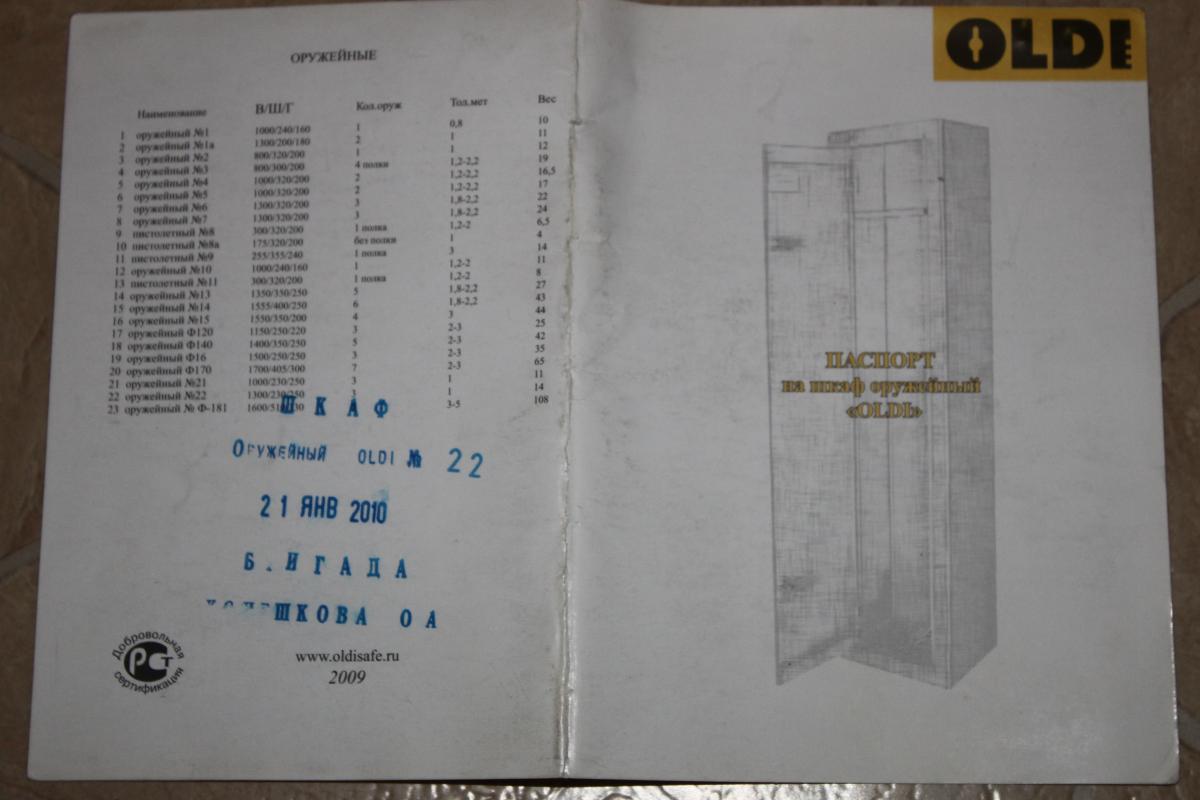 ОРУЖЕЙНЫЕ
Наименование В/Ш/Г Кол.оруж Тол.мет Вес
1 оружейный №1 1000/240/160 1 0,8 10
2 оружейный №1а 1300/200/180 2 1 11
3 оружейный №2 800/320/200 1 1 12
4 оружейный №3 800/300/200 4 полки 1,2-2,2 19
5 оружейный №4 1000/320/200 2 1,2-2,2 16,5
6 оружейный №5 1000/320/200 2 1,2-2,2 17
7 оружейный №6 1300/320/200 3 1,8-2,2 22
8 оружейный №7 1300/320/200 3 1,8-2,2 24
9 пистолетный №8 300/320/200 1 полка 1,2-2 6,5
10 пистолетный №8а 175/320/200 без полки 1 4
11 пистолетный №9 255/355/240 1 полка 3 14
12 оружейный №10 1000/240/160 1 1,2-2 11
13 пистолетный №11 300/320/200 1 полка 1,2-2 8
14 оружейный №13 1350/350/250 5 1,8-2,2 27
15 оружейный №14 1555/400/250 6 1,8-2,2 43
16 оружейный №15 1550/350/200 4 3 44
17 оружейный Ф120 1150/250/220 3 2-3 25
18 оружейный Ф140 1400/350/250 5 2-3 42
19 оружейный Ф16 1500/250/250 3 2-3 35
20 оружейный Ф170 1700/405/300 7 2-3 65
21 оружейный №21 1000/230/250 3 1 11
22 оружейный №22 1300/230/250 3 1 14
23 оружейный № Ф-181 3-5 108
ШКАФ
Оружейный OLDI № 22
21 ЯНВ 2010
ОА
Добровольная
РСТ
сертификация
www.oldisafe.ru
2009
OLDI
ПАСПОРТ
на шкаф оружейный
«OLDI»